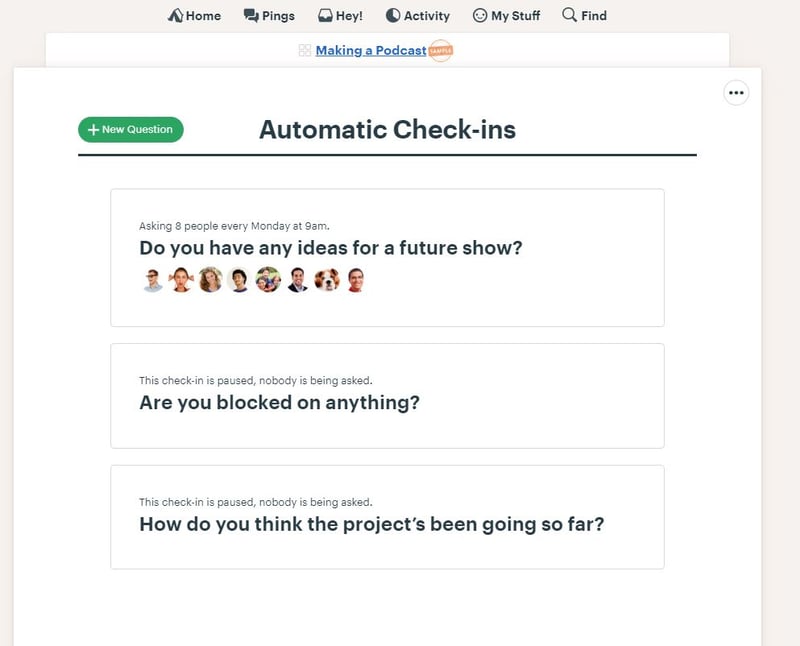 Home Pings Hey! Activity My Stuff Find
Making a Podcast SAMPLE
New Question
Automatic Check-ins
Asking 8 people every Monday at 9am.
Do you have any ideas for a future show?
This check-in is paused, nobody is being asked.
Are you blocked on anything?
This check-in is paused, nobody is being asked.
How do you think the project’s been going so far?